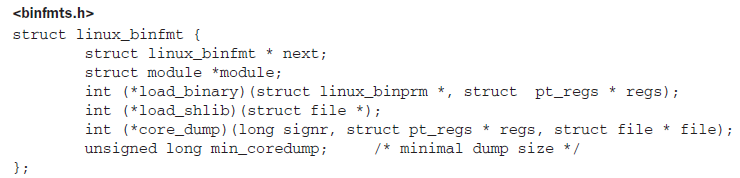 <binfmts.h>
struct linux_binfmt {
        struct linux_binfmt * next;
        struct module *module;
        int (*load_binary)(struct linux_binprm *, struct  pt_regs * regs);
        int (*load_shlib)(struct file *);
        int (*core_dump)(long signr, struct pt_regs * regs, struct file * file);
        unsigned long min_coredump;     /* minimal dump size */
};